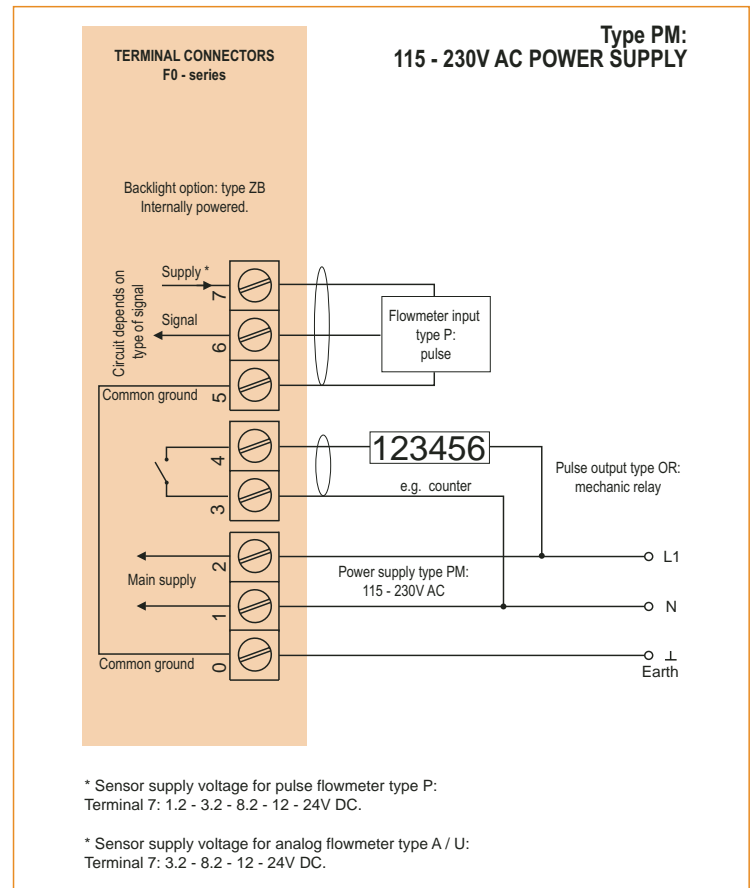 Type PM:
115 - 230V AC POWER SUPPLY
TERMINAL CONNECTORS
F0 - series
Backlight option: type ZB
Internally powered.
Circuit depends on
type of signal
Supply *
7
Signal
6
Common ground
5
Flowmeter input
type P:
pulse
4
3
123456
e.g. counter
Pulse output type OR:
mechanic relay
2
Main supply
1
Power supply type PM:
115 - 230V AC
L1
N
Common ground
0
Earth
* Sensor supply voltage for pulse flowmeter type P:
Terminal 7: 1.2 - 3.2 - 8.2 - 12 - 24V DC.
* Sensor supply voltage for analog flowmeter type A / U:
Terminal 7: 3.2 - 8.2 - 12 - 24V DC.